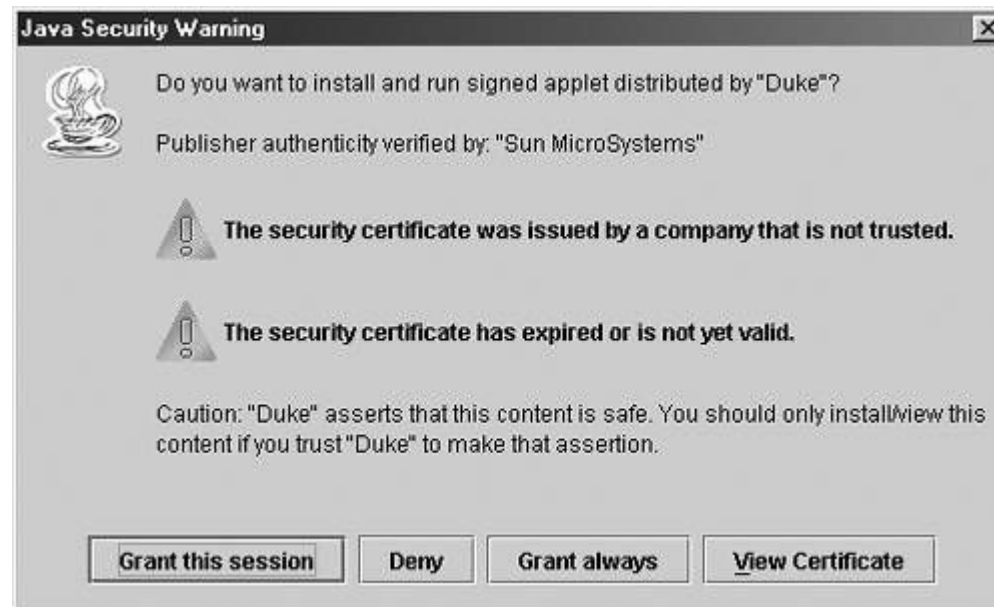 Java Security Warning
Do you want to install and run signed applet distributed by "Duke"?
Publisher authenticity verified by: "Sun MicroSystems"
The security certificate was issued by a company that is not trusted.
The security certificate has expired or is not yet valid.
Caution: "Duke" asserts that this content is safe. You should only install/view this
content if you trust "Duke" to make that assertion.
Grant this session Deny Grant always View Certificate